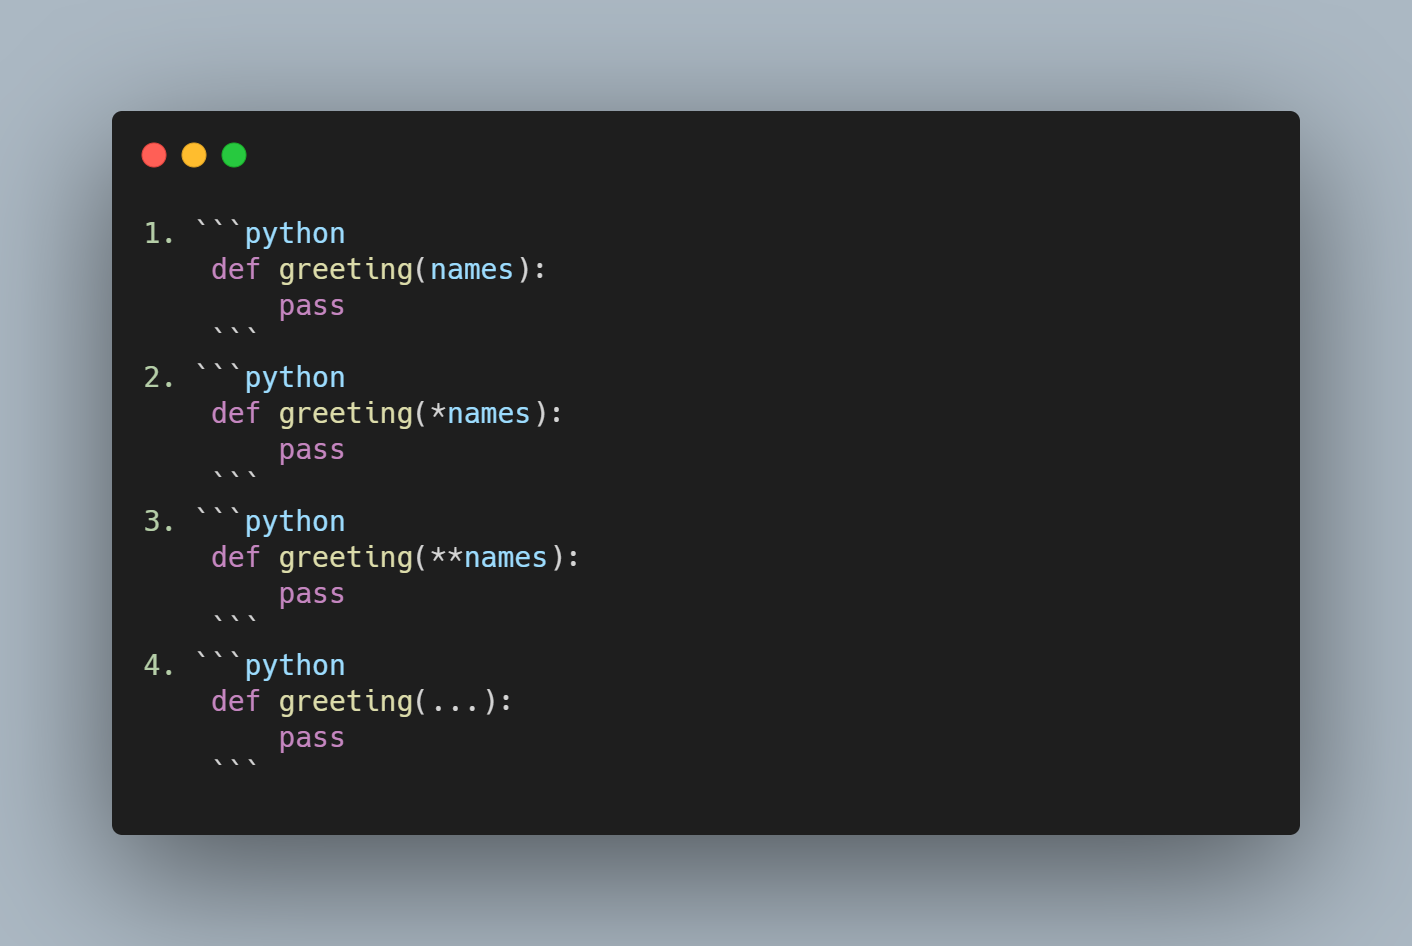 1. ```python
    def greeting(names):
        pass
    ```
2. ```python
    def greeting(*names):
        pass
    ```
3. ```python
    def greeting(**names):
        pass
    ```
4. ```python
    def greeting(...):
        pass
    ```